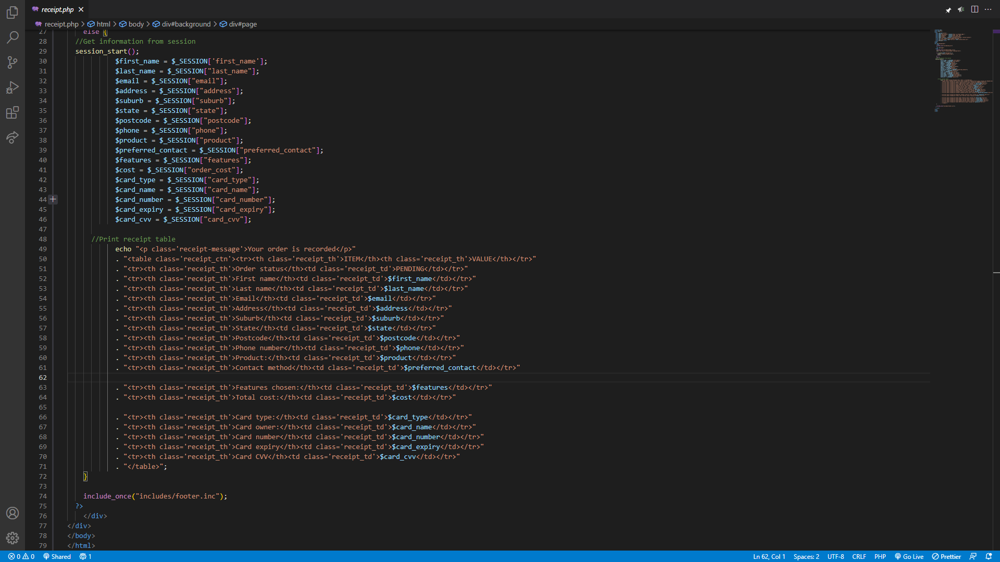 receipt.php
receipt.php > html > body > div#background > div#page
27 else {
28 //Get information from session
29 session_start();
30 $first_name = $_SESSION['first_name'];
31 $last_name = $_SESSION["last_name"];
32 $email = $_SESSION["email"];
33 $address = $_SESSION["address"];
34 $suburb = $_SESSION["suburb"];
35 $state = $_SESSION["state"];
36 $postcode = $_SESSION["postcode"];
37 $phone = $_SESSION["phone"];
38 $product = $_SESSION["product"];
39 $preferred_contact = $_SESSION["preferred_contact"];
40 $features = $_SESSION["features"];
41 $cost = $_SESSION["order_cost"];
42 $card_type = $_SESSION["card_type"];
43 $card_name = $_SESSION["card_name"];
44 $card_number = $_SESSION["card_number"];
45 $card_expiry = $_SESSION["card_expiry"];
46 $card_cvv = $_SESSION["card_cvv"];
47
48 //Print receipt table
49 echo "<p class='receipt-message'>Your order is recorded</p>"
50 . "<table class='receipt_ctn'><tr><th class='receipt_th'>ITEM</th><th class='receipt_th'>VALUE</th></tr>"
51 . "<tr><th class='receipt_th'>Order status</th><td class='receipt_td'>PENDING</td></tr>"
52 . "<tr><th class='receipt_th'>First name</th><td class='receipt_td'>$first_name</td></tr>"
53 . "<tr><th class='receipt_th'>Last name</th><td class='receipt_td'>$last_name</td></tr>"
54 . "<tr><th class='receipt_th'>Email</th><td class='receipt_td'>$email</td></tr>"
55 . "<tr><th class='receipt_th'>Address</th><td class='receipt_td'>$address</td></tr>"
56 . "<tr><th class='receipt_th'>Suburb</th><td class='receipt_td'>$suburb</td></tr>"
57 . "<tr><th class='receipt_th'>State</th><td class='receipt_td'>$state</td></tr>"
58 . "<tr><th class='receipt_th'>Postcode</th><td class='receipt_td'>$postcode</td></tr>"
59 . "<tr><th class='receipt_th'>Phone number</th><td class='receipt_td'>$phone</td></tr>"
60 . "<tr><th class='receipt_th'>Product:</th><td class='receipt_td'>$product</td></tr>"
61 . "<tr><th class='receipt_th'>Contact method</th><td class='receipt_td'>$preferred_contact</td></tr>"
62
63 . "<tr><th class='receipt_th'>Features chosen:</th><td class='receipt_td'>$features</td></tr>"
64 . "<tr><th class='receipt_th'>Total cost:</th><td class='receipt_td'>$cost</td></tr>"
65
66 . "<tr><th class='receipt_th'>Card type:</th><td class='receipt_td'>$card_type</td></tr>"
67 . "<tr><th class='receipt_th'>Card owner:</th><td class='receipt_td'>$card_name</td></tr>"
68 . "<tr><th class='receipt_th'>Card number</th><td class='receipt_td'>$card_number</td></tr>"
69 . "<tr><th class='receipt_th'>Card expiry</th><td class='receipt_td'>$card_expiry</td></tr>"
70 . "<tr><th class='receipt_th'>Card CVV</th><td class='receipt_td'>$card_cvv</td></tr>"
71 . "</table>";
72 }
73
74 include_once("includes/footer.inc");
75 ?>
76 </div>
77 </div>
78 </body>
79 </html>
0 0 Shared 1 Ln 62, Col 1 Spaces: 2 UTF-8 CRLF PHP Go Live Prettier